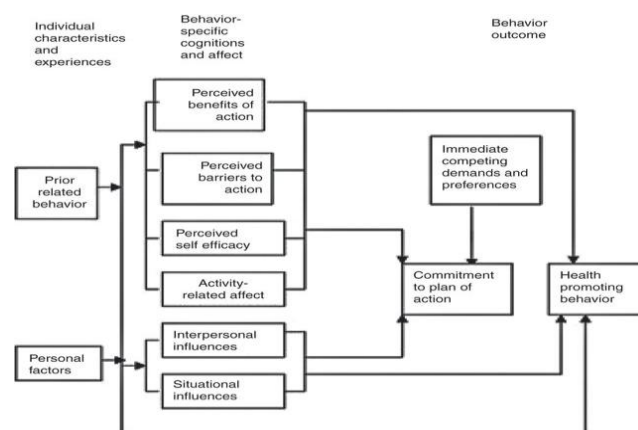 Individual
characteristics
and
experiences
Behavior-
specific
cognitions
and affect
Behavior
outcome
Perceived
benefits of
action
Immediate
competing
demands and
preferences
Perceived
barriers to
action
Prior
related
behavior
Perceived
self efficacy
Activity-
related affect
Commitment
to plan of
action
Health
promoting
behavior
Interpersonal
influences
Personal
factors
Situational
influences